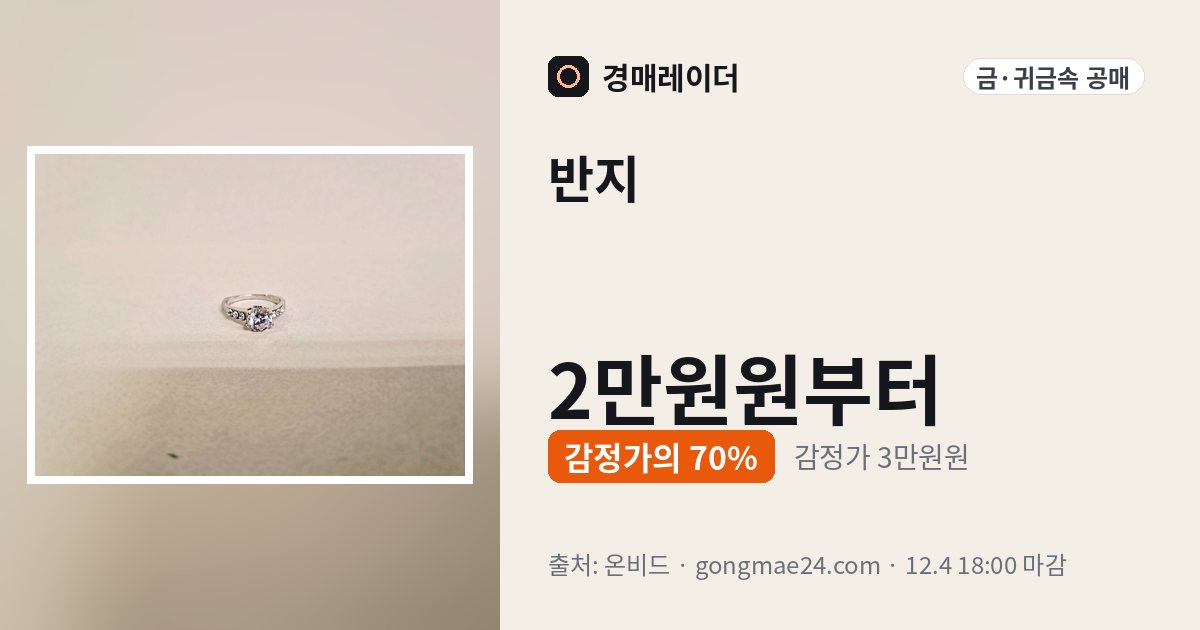 경매레이더
금·귀금속 공매
반지
2만원원부터
감정가의 70%
감정가 3만원원
출처: 온비드 · gongmae24.com · 12.4 18:00 마감